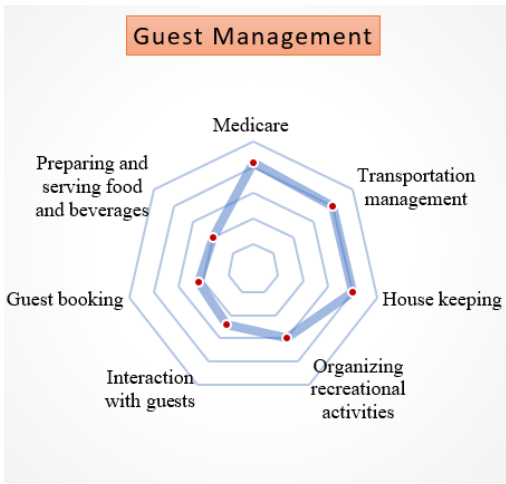 Guest Management
Medicare
Preparing and
serving food
and beverages
Transportation
management
Guest booking
House keeping
Interaction
with guests
Organizing
recreational
activities